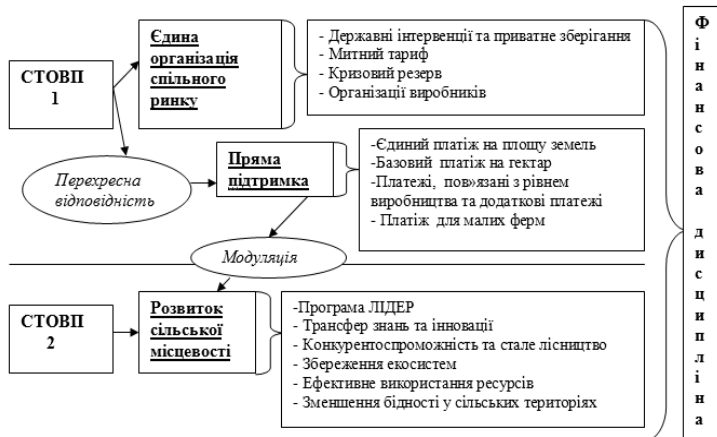 СТОВП
1
Єдина
організація
спільного
ринку
- Державні інтервенції та приватне зберігання
- Митний тариф
- Кризовий резерв
- Організації виробників
Перехресна
відповідність
Пряма
підтримка
-Єдиний платіж на площу земель
-Базовий платіж на гектар
-Платежі, пов»язані з рівнем
виробництва та додаткові платежі
- Платіж для малих ферм
Модуляція
СТОВП
2
Розвиток
сільської
місцевості
-Програма ЛІДЕР
- Трансфер знань та інновації
- Конкурентоспроможність та стале лісництво
- Збереження екосистем
- Ефективне використання ресурсів
- Зменшення бідності у сільських територіях
Фінансова дисципліна